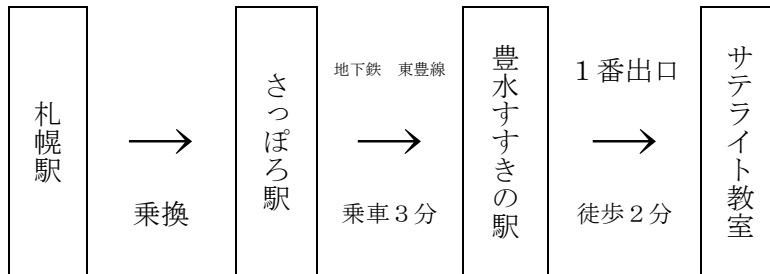 札幌駅
乗換
さっぽろ駅
地下鉄　東豊線
乗車３分
豊水すすきの駅
１番出口
徒歩２分
サテライト教室